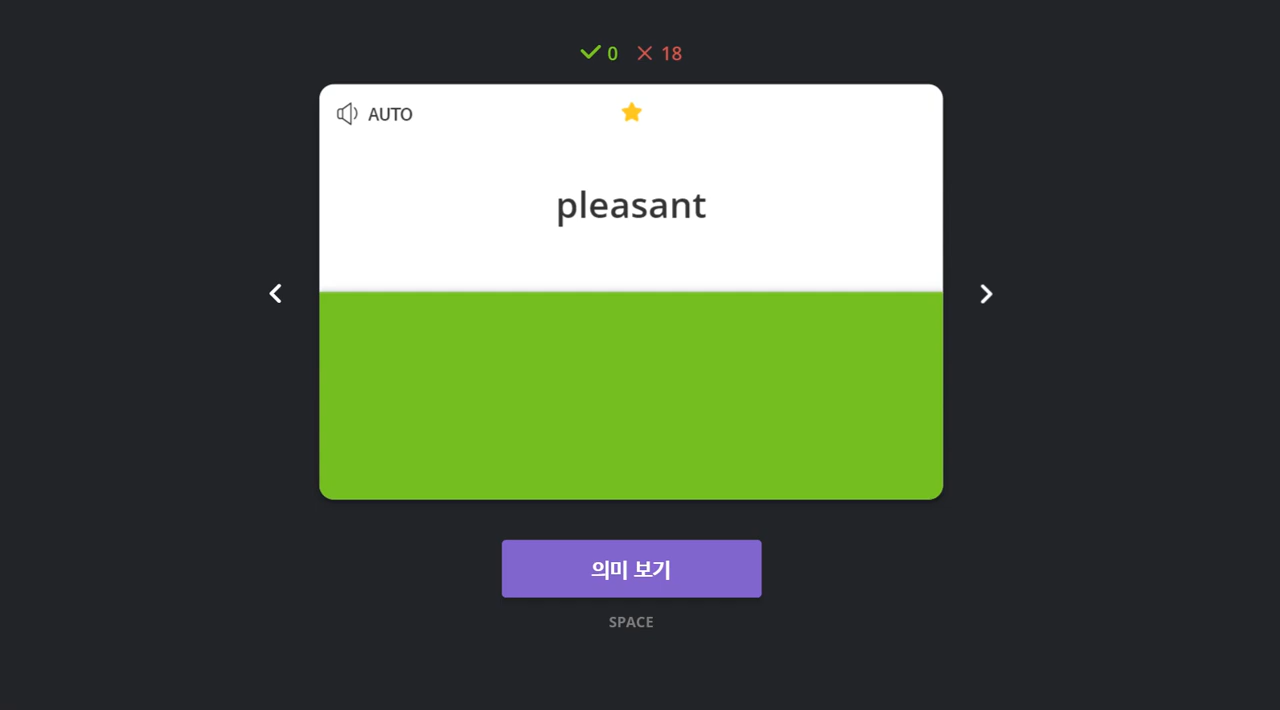 0 18
AUTO
pleasant
의미 보기
SPACE